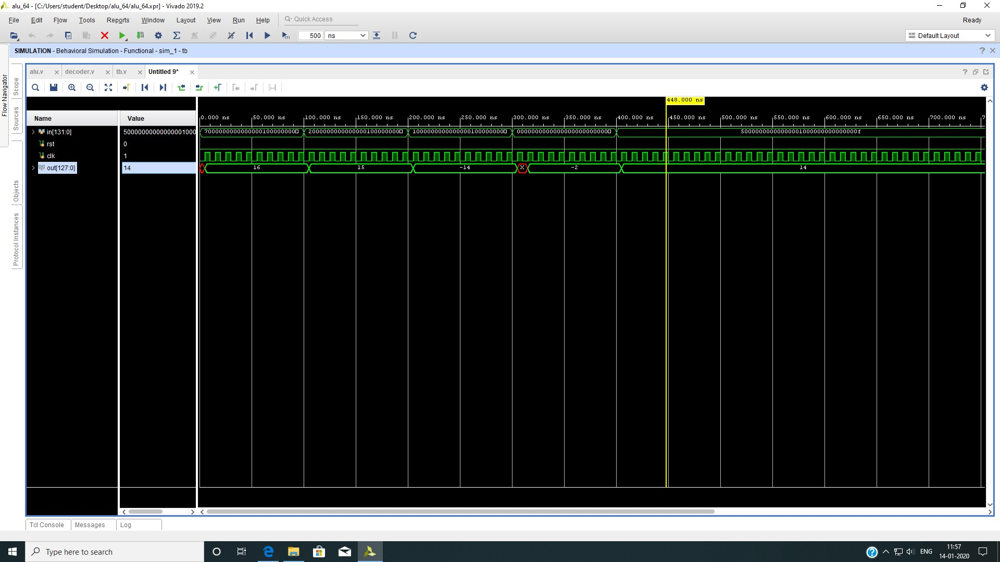 alu_64 - [C:/Users/student/Desktop/alu_64/alu_64.xpr] - Vivado 2019.2
File Edit Flow Tools Reports Window Layout View Run Help Quick Access Ready
500 ns Default Layout
SIMULATION - Behavioral Simulation - Functional - sim_1 - tb
Flow Navigator
Scope
Sources
Objects
Protocol Instances
alu.v decoder.v tb.v Untitled 9*
448.000 ns
Name Value 0.000 ns 50.000 ns 100.000 ns 150.000 ns 200.000 ns 250.000 ns 300.000 ns 350.000 ns 400.000 ns 450.000 ns 500.000 ns 550.000 ns 600.000 ns 650.000 ns 700.000 ns
in[131:0]
rst 0
clk 1
out[127:0] 14 16 15 -14 X -2 14
Tcl Console Messages Log
Type here to search
ENG 11:57
14-01-2020